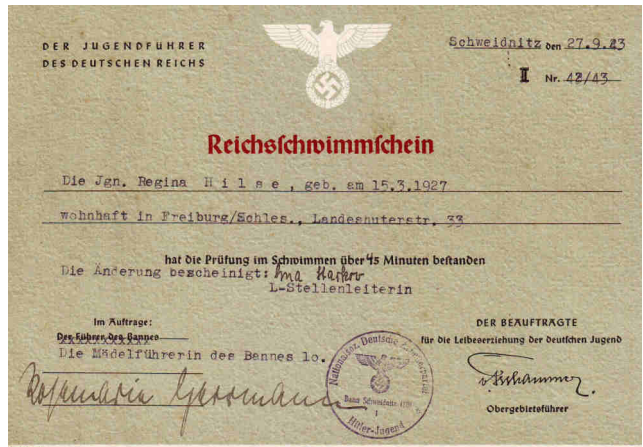 DER JUGENDFÜHRER
DES DEUTSCHEN REICHS
Schweidnitz den 27.9.43
II Nr. 42/43
Reichsschwimmschein
Die Jgn. Regina Hilse, geb. am 15.3.1927
wohnhaft in Freiburg/Schles., Landeshuterstr. 33
hat die Prüfung im Schwimmen über 45 Minuten bestanden
Die Änderung bescheinigt:
L-Stellenleiterin
Im Auftrage:
Der Führer des Bannes
Die Mädelführerin des Bannes 10.
Rosemarie
DER BEAUFTRAGTE
für die Leibeserziehung der deutschen Jugend
Obergebietsführer
Hitler-Jugend